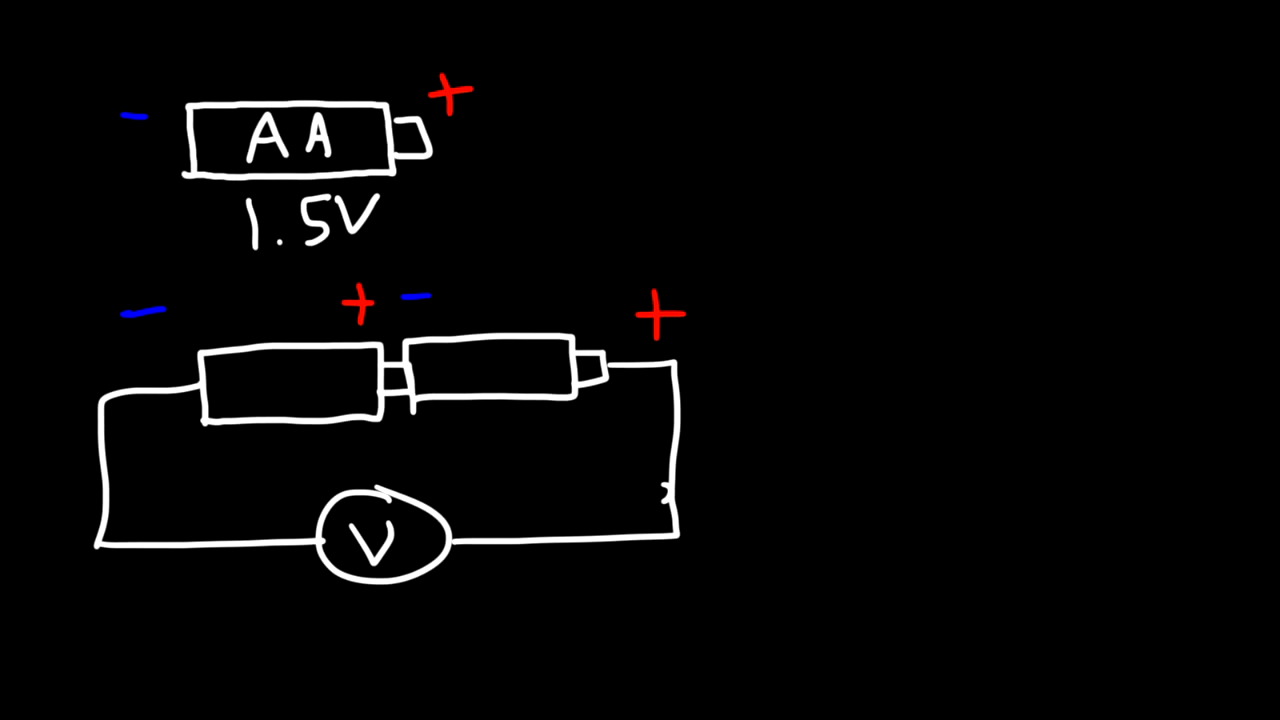 - AA +
1.5V
- + - +
V